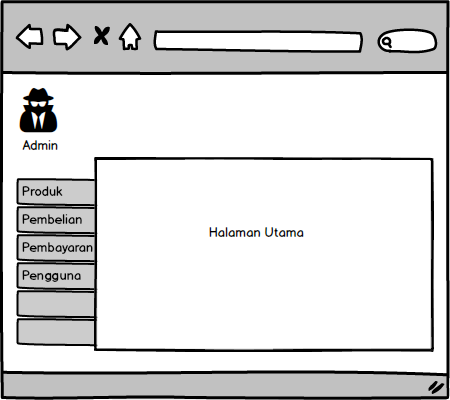 Admin
Produk
Pembelian
Pembayaran
Pengguna
Halaman Utama